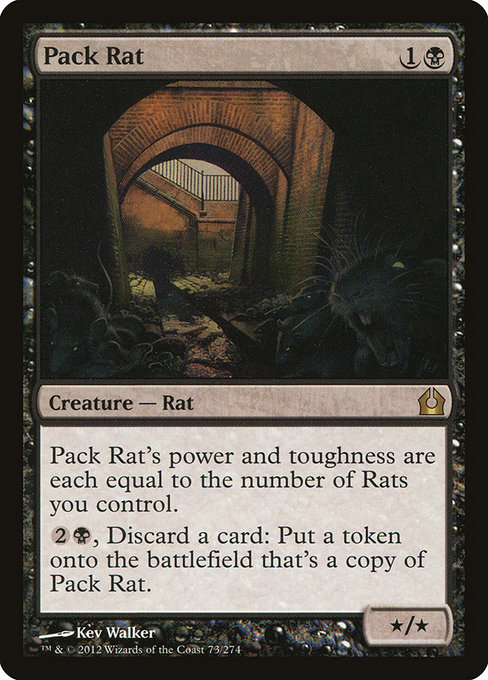 Pack Rat 1
Creature — Rat
Pack Rat's power and toughness are
each equal to the number of Rats
you control.
2, Discard a card: Put a token
onto the battlefield that's a copy of
Pack Rat.
★/★
Kev Walker
™ & © 2012 Wizards of the Coast 73/274